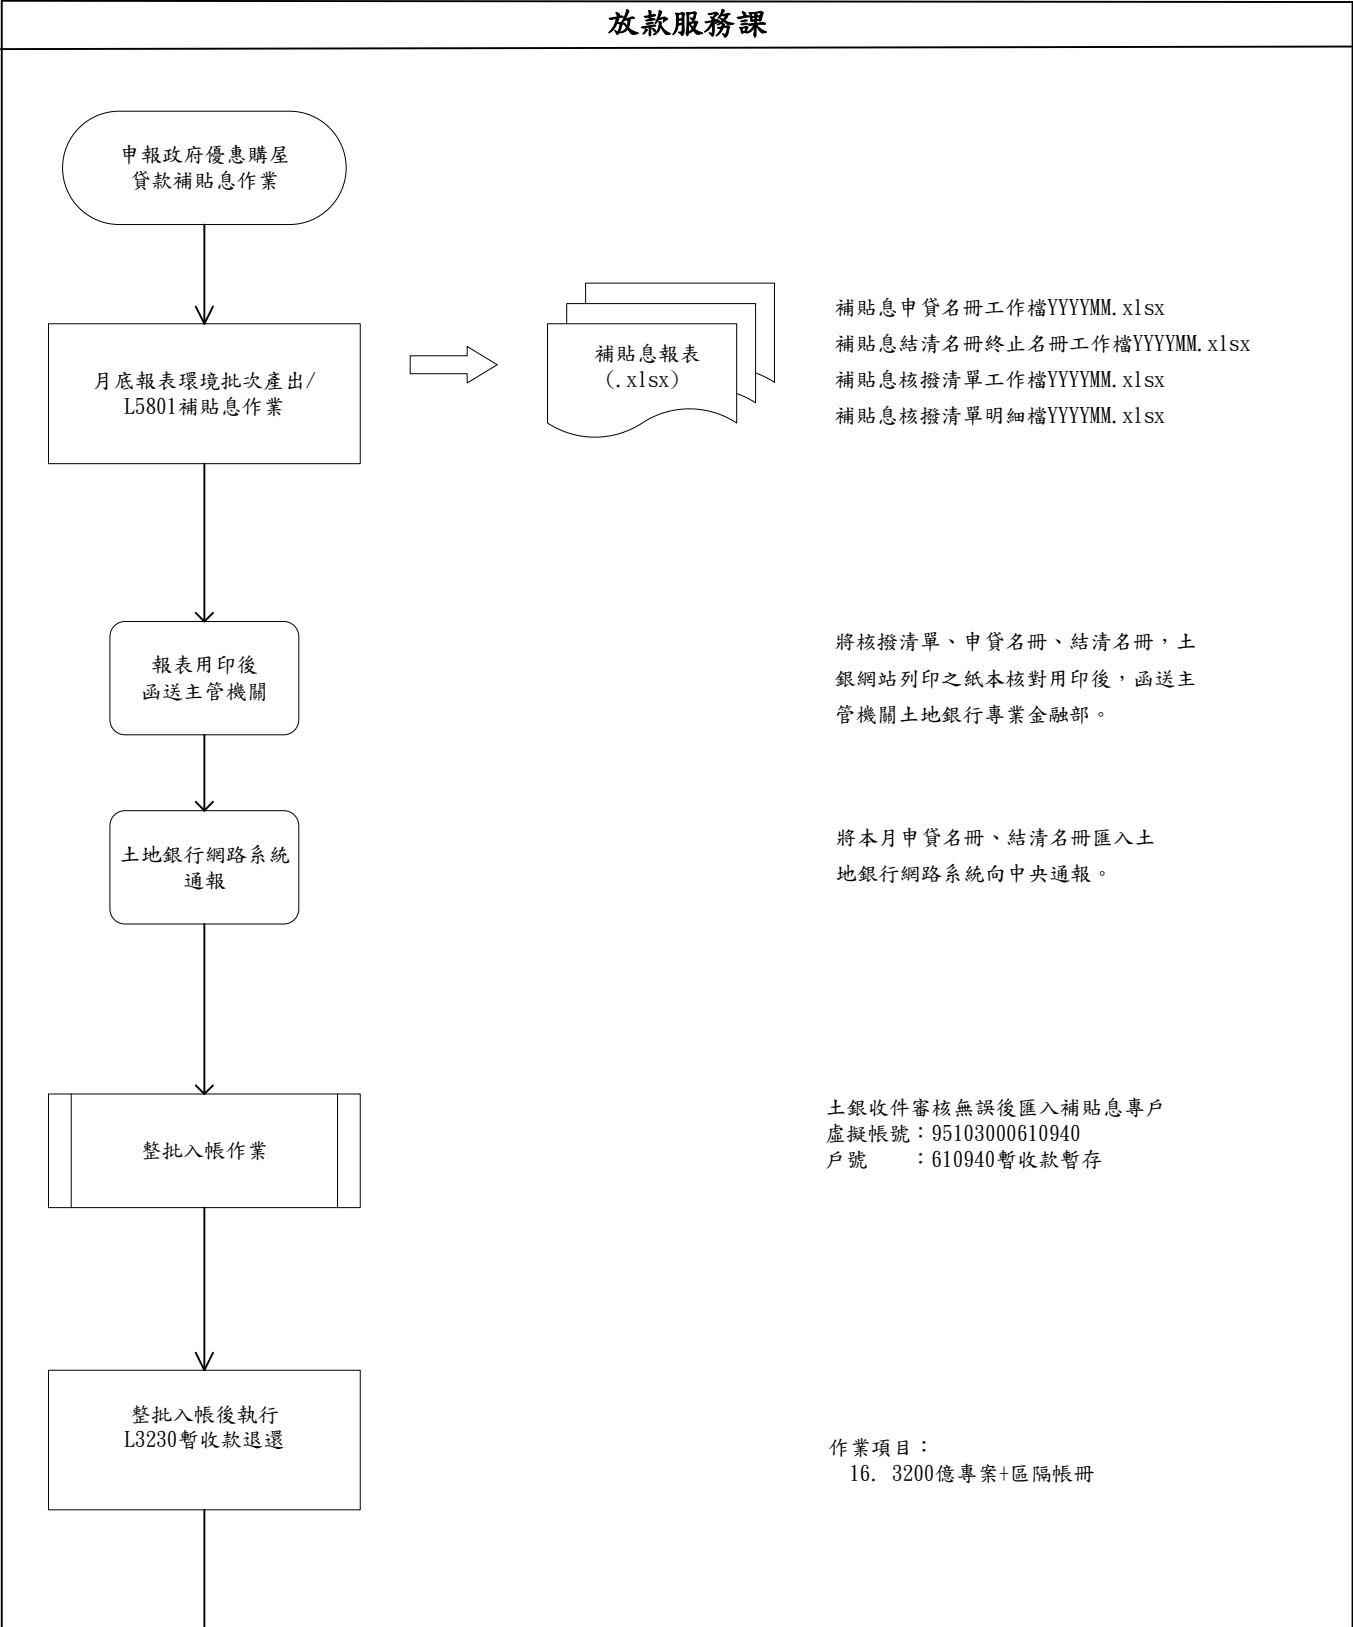 放款服務課
申報政府優惠購屋
貸款補貼息作業
月底報表環境批次產出/
L5801補貼息作業
補貼息報表
(.xlsx)
補貼息申貸名冊工作檔YYYYMM.xlsx
補貼息結清名冊終止名冊工作檔YYYYMM.xlsx
補貼息核撥清單工作檔YYYYMM.xlsx
補貼息核撥清單明細檔YYYYMM.xlsx
報表用印後
函送主管機關
將核撥清單、申貸名冊、結清名冊，土
銀網站列印之紙本核對用印後，函送主
管機關土地銀行專業金融部。
土地銀行網路系統
通報
將本月申貸名冊、結清名冊匯入土
地銀行網路系統向中央通報。
整批入帳作業
土銀收件審核無誤後匯入補貼息專戶
虛擬帳號：95103000610940
戶號　　：610940暫收款暫存
整批入帳後執行
L3230暫收款退還
作業項目：
16. 3200億專案+區隔帳冊